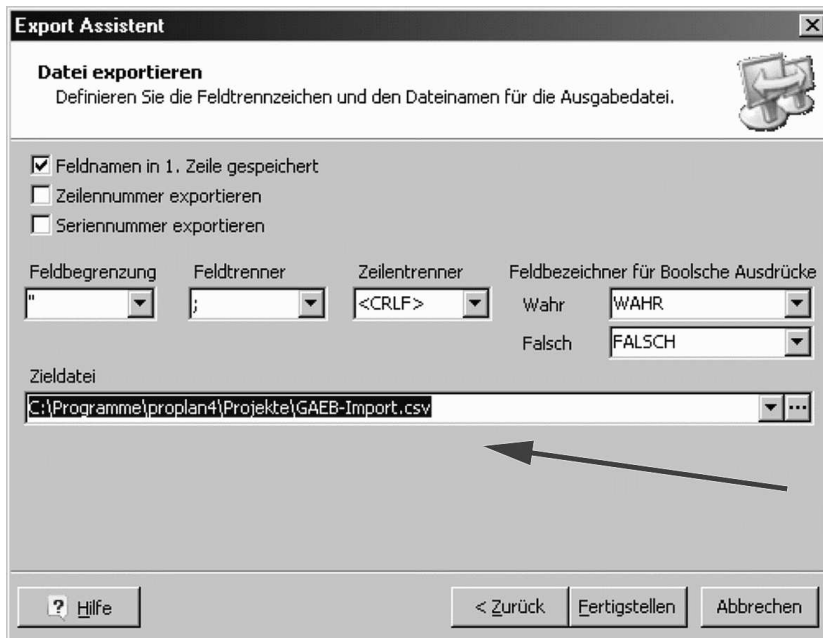 Export Assistent
Datei exportieren
Definieren Sie die Feldtrennzeichen und den Dateinamen für die Ausgabedatei.
Feldnamen in 1. Zeile gespeichert
Zeilennummer exportieren
Seriennummer exportieren
Feldbegrenzung Feldtrenner Zeilentrenner Feldbezeichner für Boolsche Ausdrücke
" ; <CRLF> Wahr WAHR
Falsch FALSCH
Zieldatei
C:\Programme\proplan4\Projekte\GAEB-Import.csv
? Hilfe < Zurück Fertigstellen Abbrechen